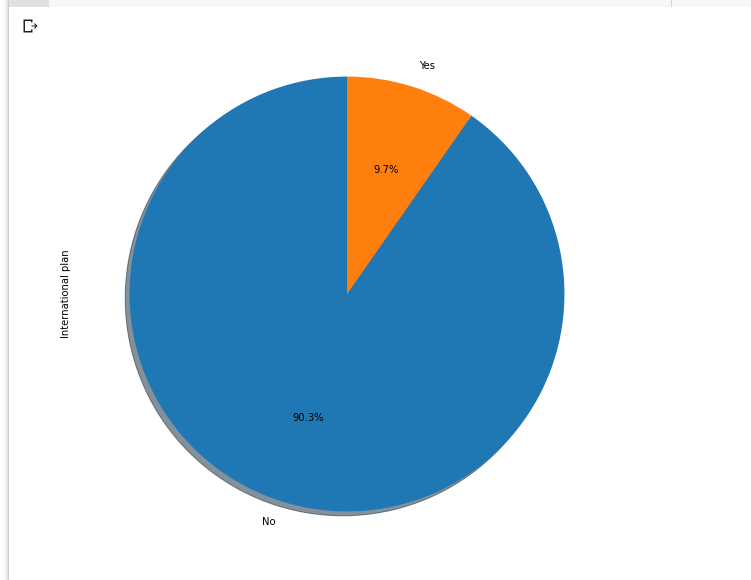 Yes
9.7%
International plan
90.3%
No